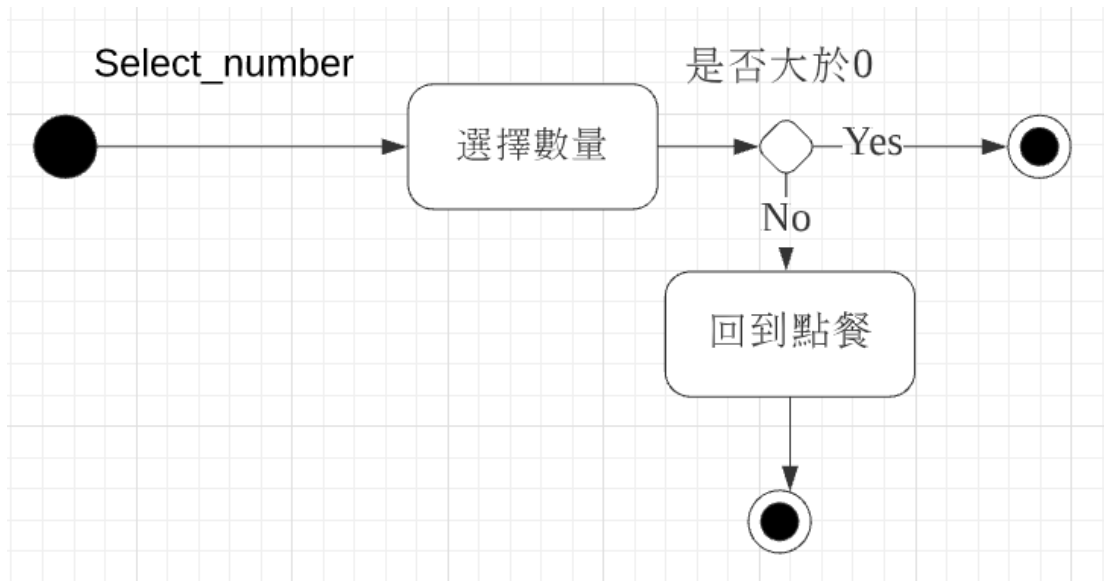 Select_number
是否大於0
選擇數量
Yes
No
回到點餐